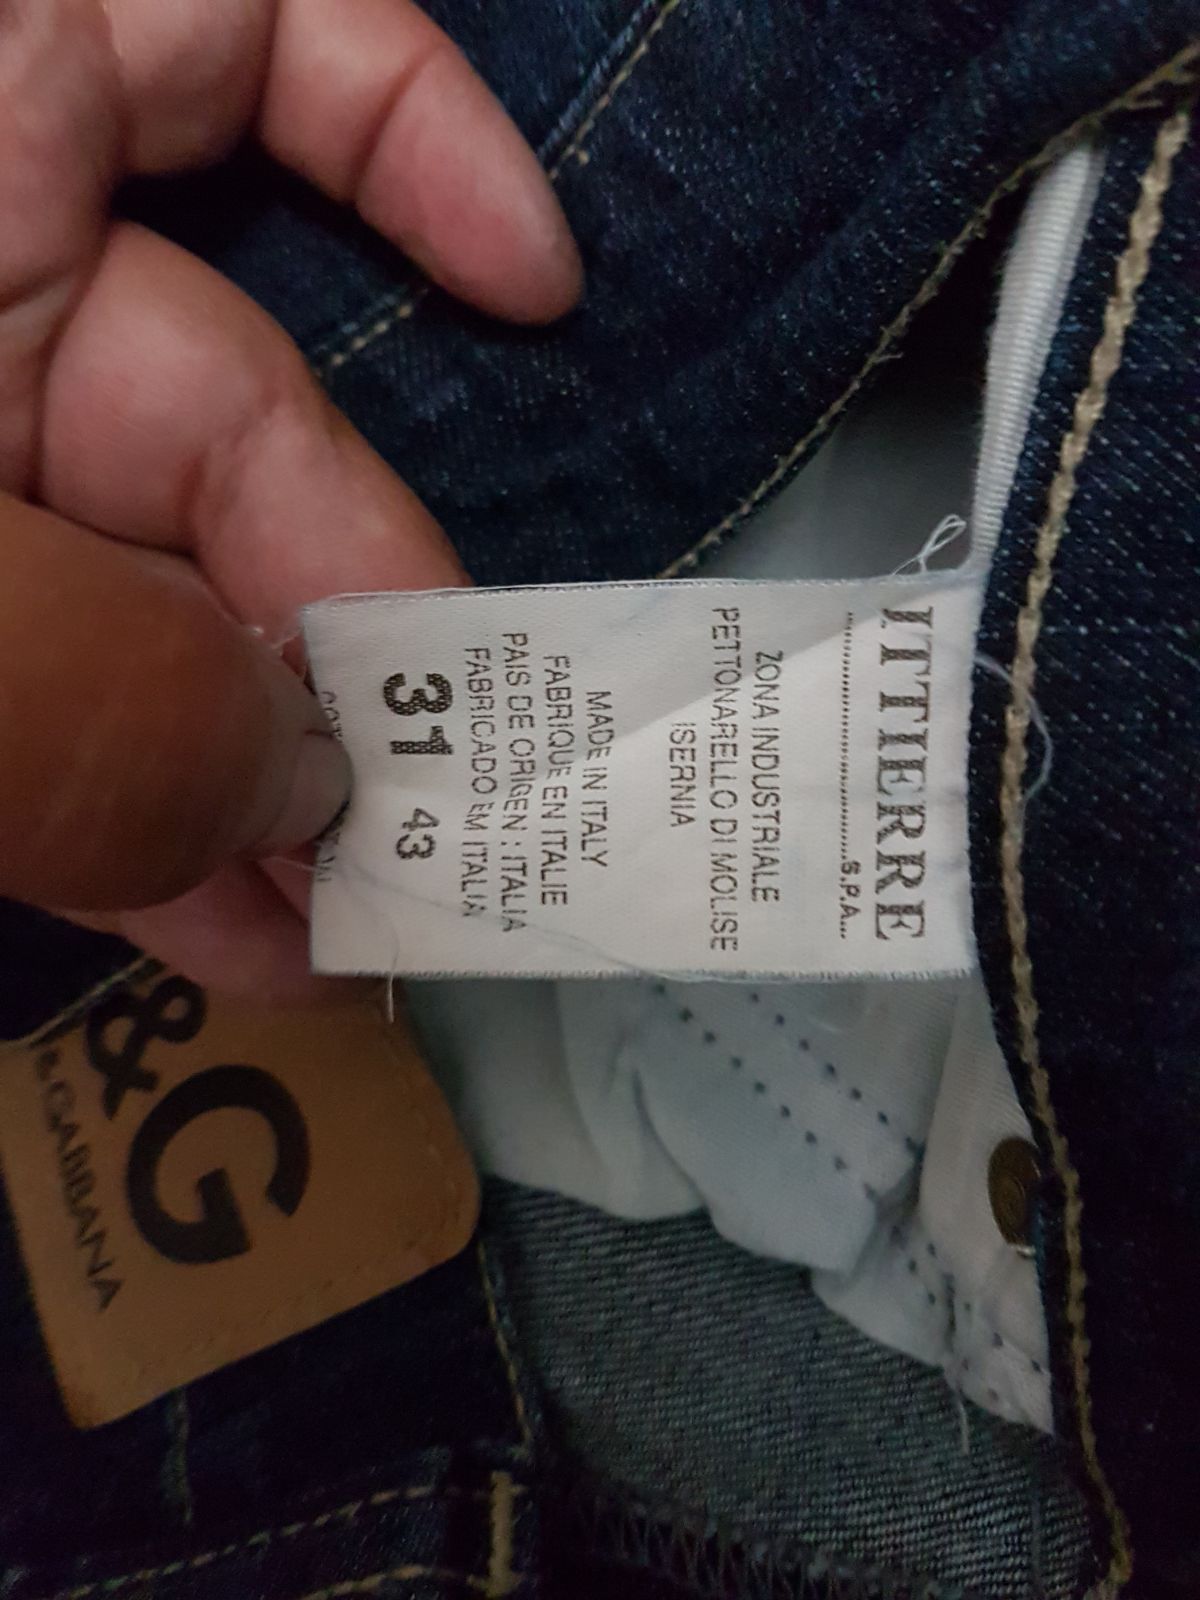 ITTIERRE
..............................S.P.A...
ZONA INDUSTRIALE
PETTONARELLO DI MOLISE
ISERNIA
MADE IN ITALY
FABRIQUE EN ITALIE
PAIS DE ORIGEN : ITALIA
FABRICADO EM ITALIA
31 43
&G
&GABBANA